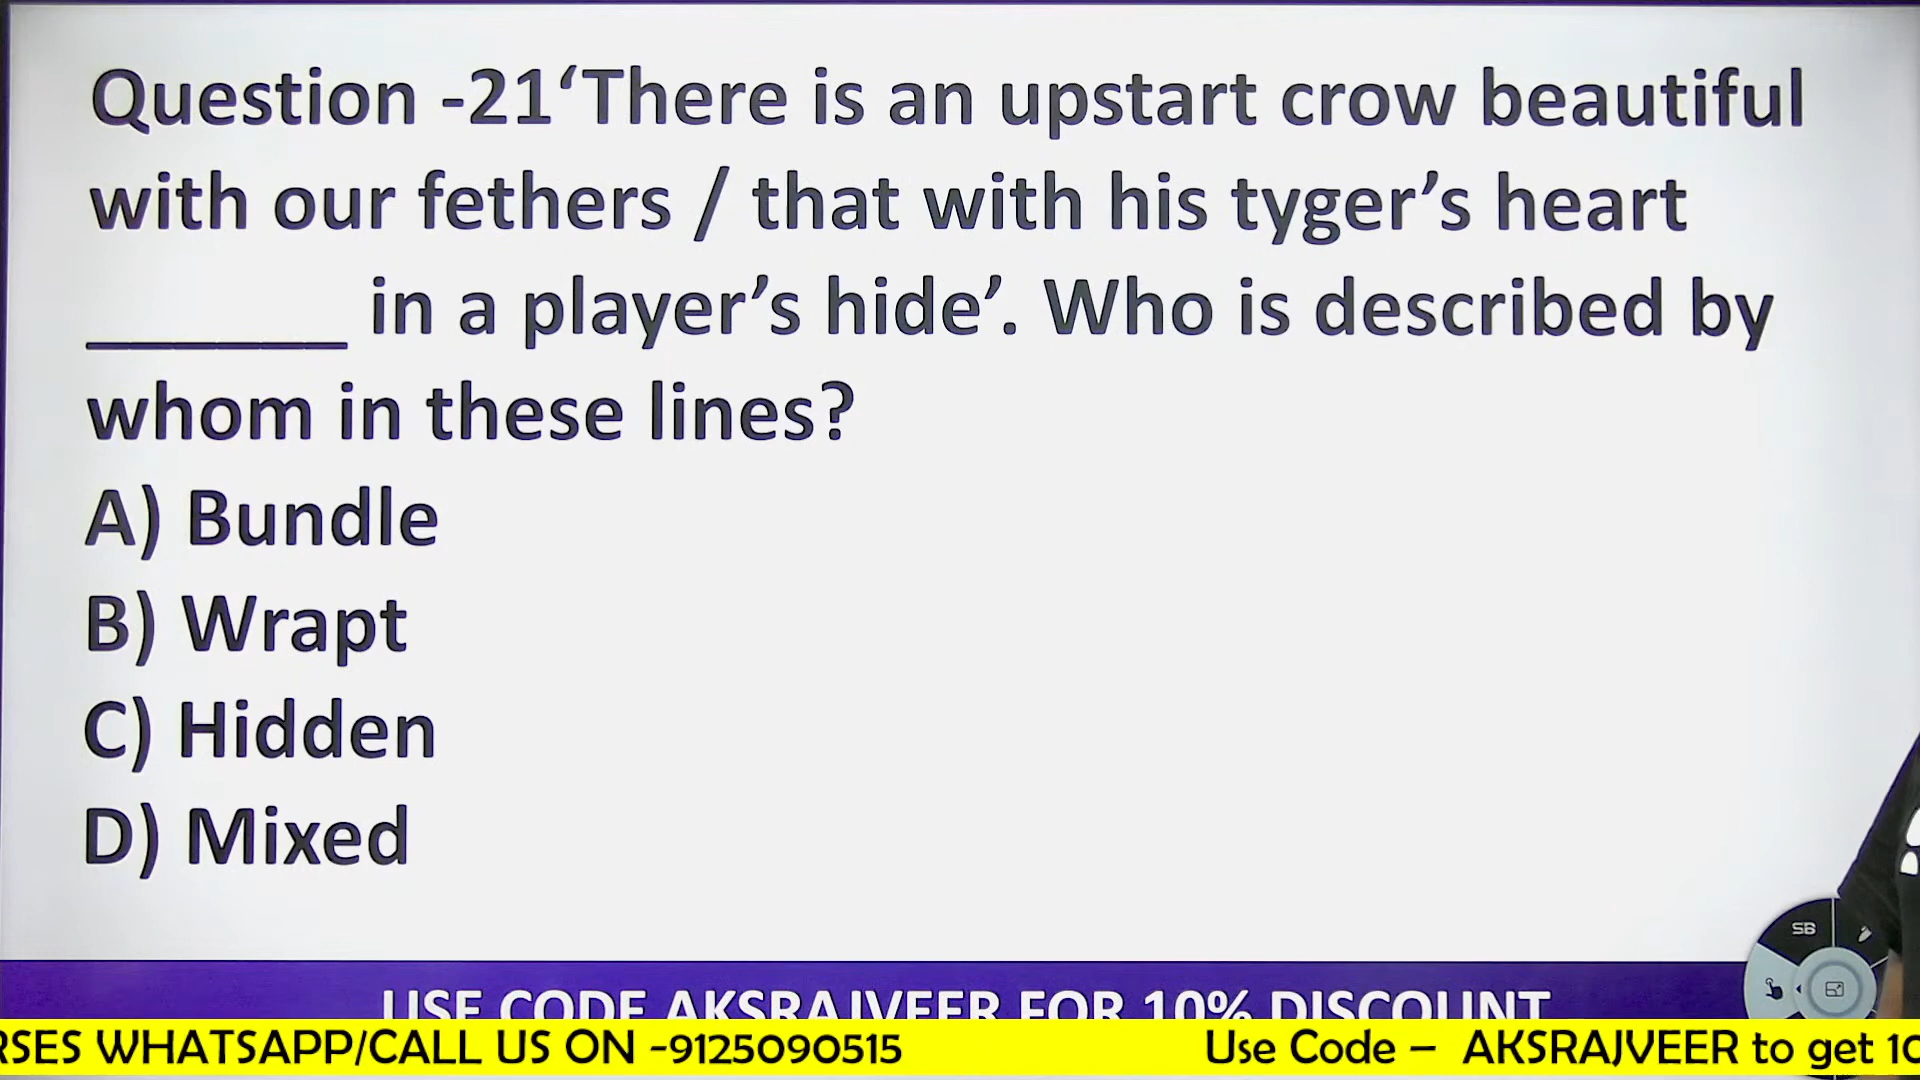 Question -21‘There is an upstart crow beautiful
with our fethers / that with his tyger’s heart
_______ in a player’s hide’. Who is described by
whom in these lines?
A) Bundle
B) Wrapt
C) Hidden
D) Mixed
SB
USE CODE AKSRAJVEER FOR 10% DISCOUNT
WHATSAPP/CALL US ON -9125090515 Use Code – AKSRAJVEER to get